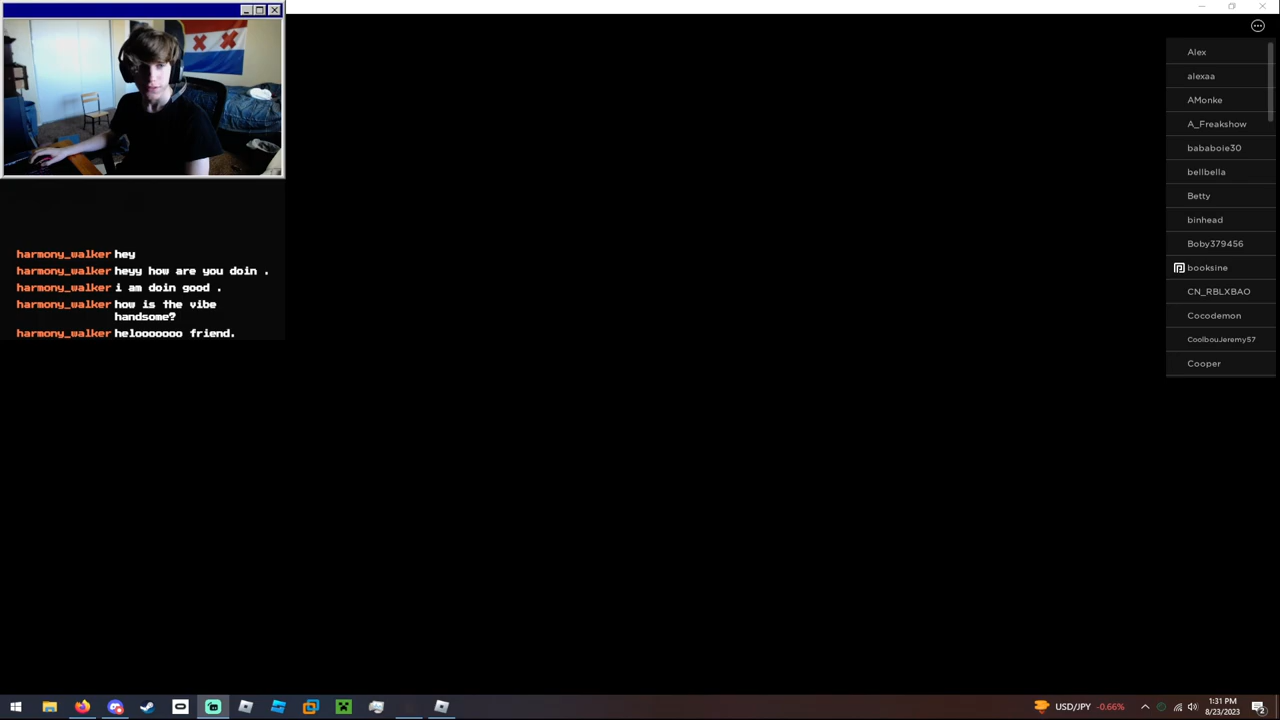 harmony_walker hey
harmony_walker heyy how are you doin .
harmony_walker i am doin good .
harmony_walker how is the vibe
handsome?
harmony_walker helooooooo friend.
Alex
alexaa
AMonke
A_Freakshow
bababoie30
bellbella
Betty
binhead
Boby379456
booksine
CN_RBLXBAO
Cocodemon
CoolbouJeremy57
Cooper
USD/JPY -0.66%
1:31 PM
8/23/2023
2